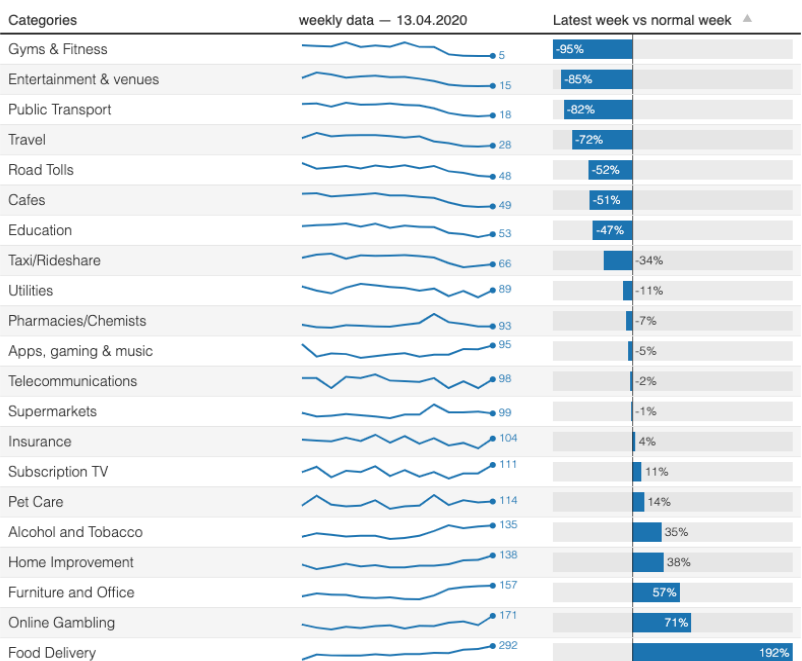 Categories weekly data — 13.04.2020 Latest week vs normal week
Gyms & Fitness 5 -95%
Entertainment & venues 15 -85%
Public Transport 18 -82%
Travel 28 -72%
Road Tolls 48 -52%
Cafes 49 -51%
Education 53 -47%
Taxi/Rideshare 66 -34%
Utilities 89 -11%
Pharmacies/Chemists 93 -7%
Apps, gaming & music 95 -5%
Telecommunications 98 -2%
Supermarkets 99 -1%
Insurance 104 4%
Subscription TV 111 11%
Pet Care 114 14%
Alcohol and Tobacco 135 35%
Home Improvement 138 38%
Furniture and Office 157 57%
Online Gambling 171 71%
Food Delivery 292 192%